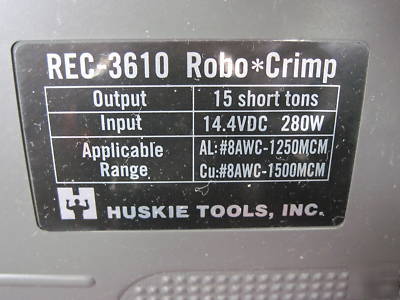 REC-3610 Robo*Crimp
Output 15 short tons
Input 14.4VDC 280W
Applicable Range AL:#8AWC-1250MCM
Cu:#8AWC-1500MCM
HUSKIE TOOLS, INC.